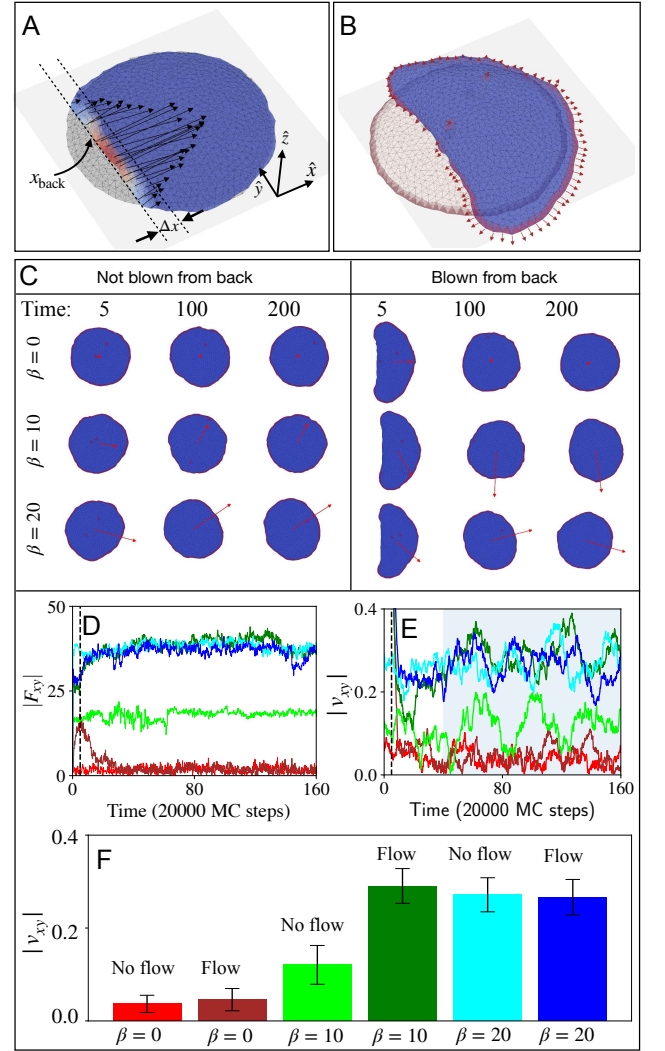 A
B
x_back
Δx
ẑ
x̂
ŷ
C
Not blown from back
Blown from back
Time: 5 100 200 5 100 200
β = 0
β = 10
β = 20
D
E
50
25
0
|F_xy|
0 160
Time (20000 MC steps)
0.4
0.2
0.0
|v_xy|
0 160
Time (20000 MC steps)
F
0.4
0.2
0.0
|v_xy|
No flow
Flow
No flow
Flow
No flow
Flow
β = 0 β = 0 β = 10 β = 10 β = 20 β = 20